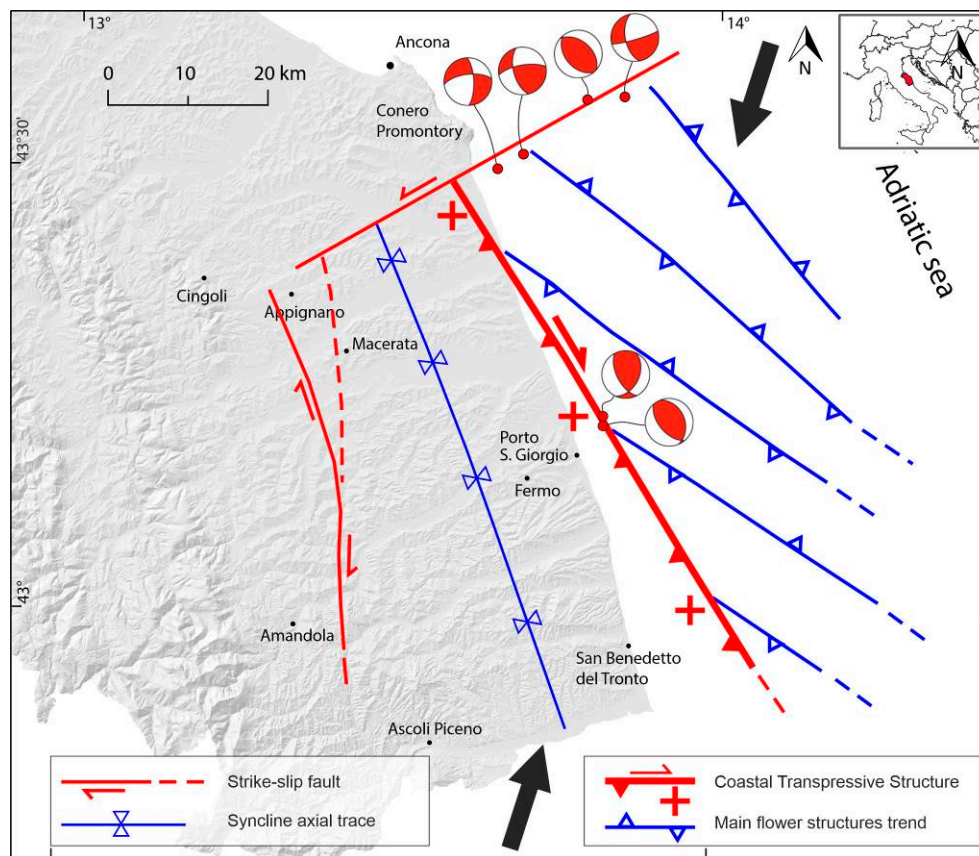 13°
14°
Ancona
N
N
0 10 20 km
Conero
Promontory
43°30'
Adriatic sea
Cingoli
Appignano
Macerata
Porto
S. Giorgio
Fermo
43°
Amandola
San Benedetto
del Tronto
Ascoli Piceno
Strike-slip fault
Syncline axial trace
Coastal Transpressive Structure
Main flower structures trend